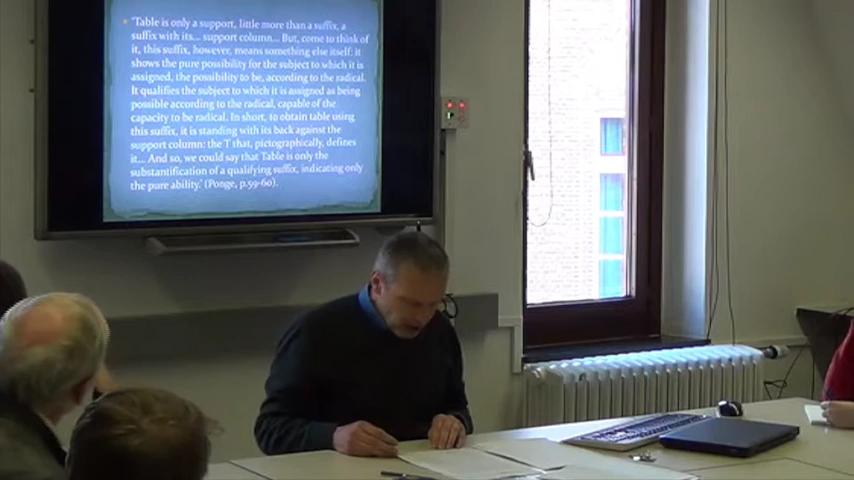 • 'Table is only a support, little more than a suffix, a
suffix with its... support column... But, come to think of
it, this suffix, however, means something else itself: it
shows the pure possibility for the subject to which it is
assigned, the possibility to be, according to the radical.
It qualifies the subject to which it is assigned as being
possible according to the radical, capable of the
capacity to be radical. In short, to obtain table using
this suffix, it is standing with its back against the
support column: the T that, pictographically, defines
it... And so, we could say that Table is only the
substantification of a qualifying suffix, indicating only
the pure ability.' (Ponge, p.59-60).